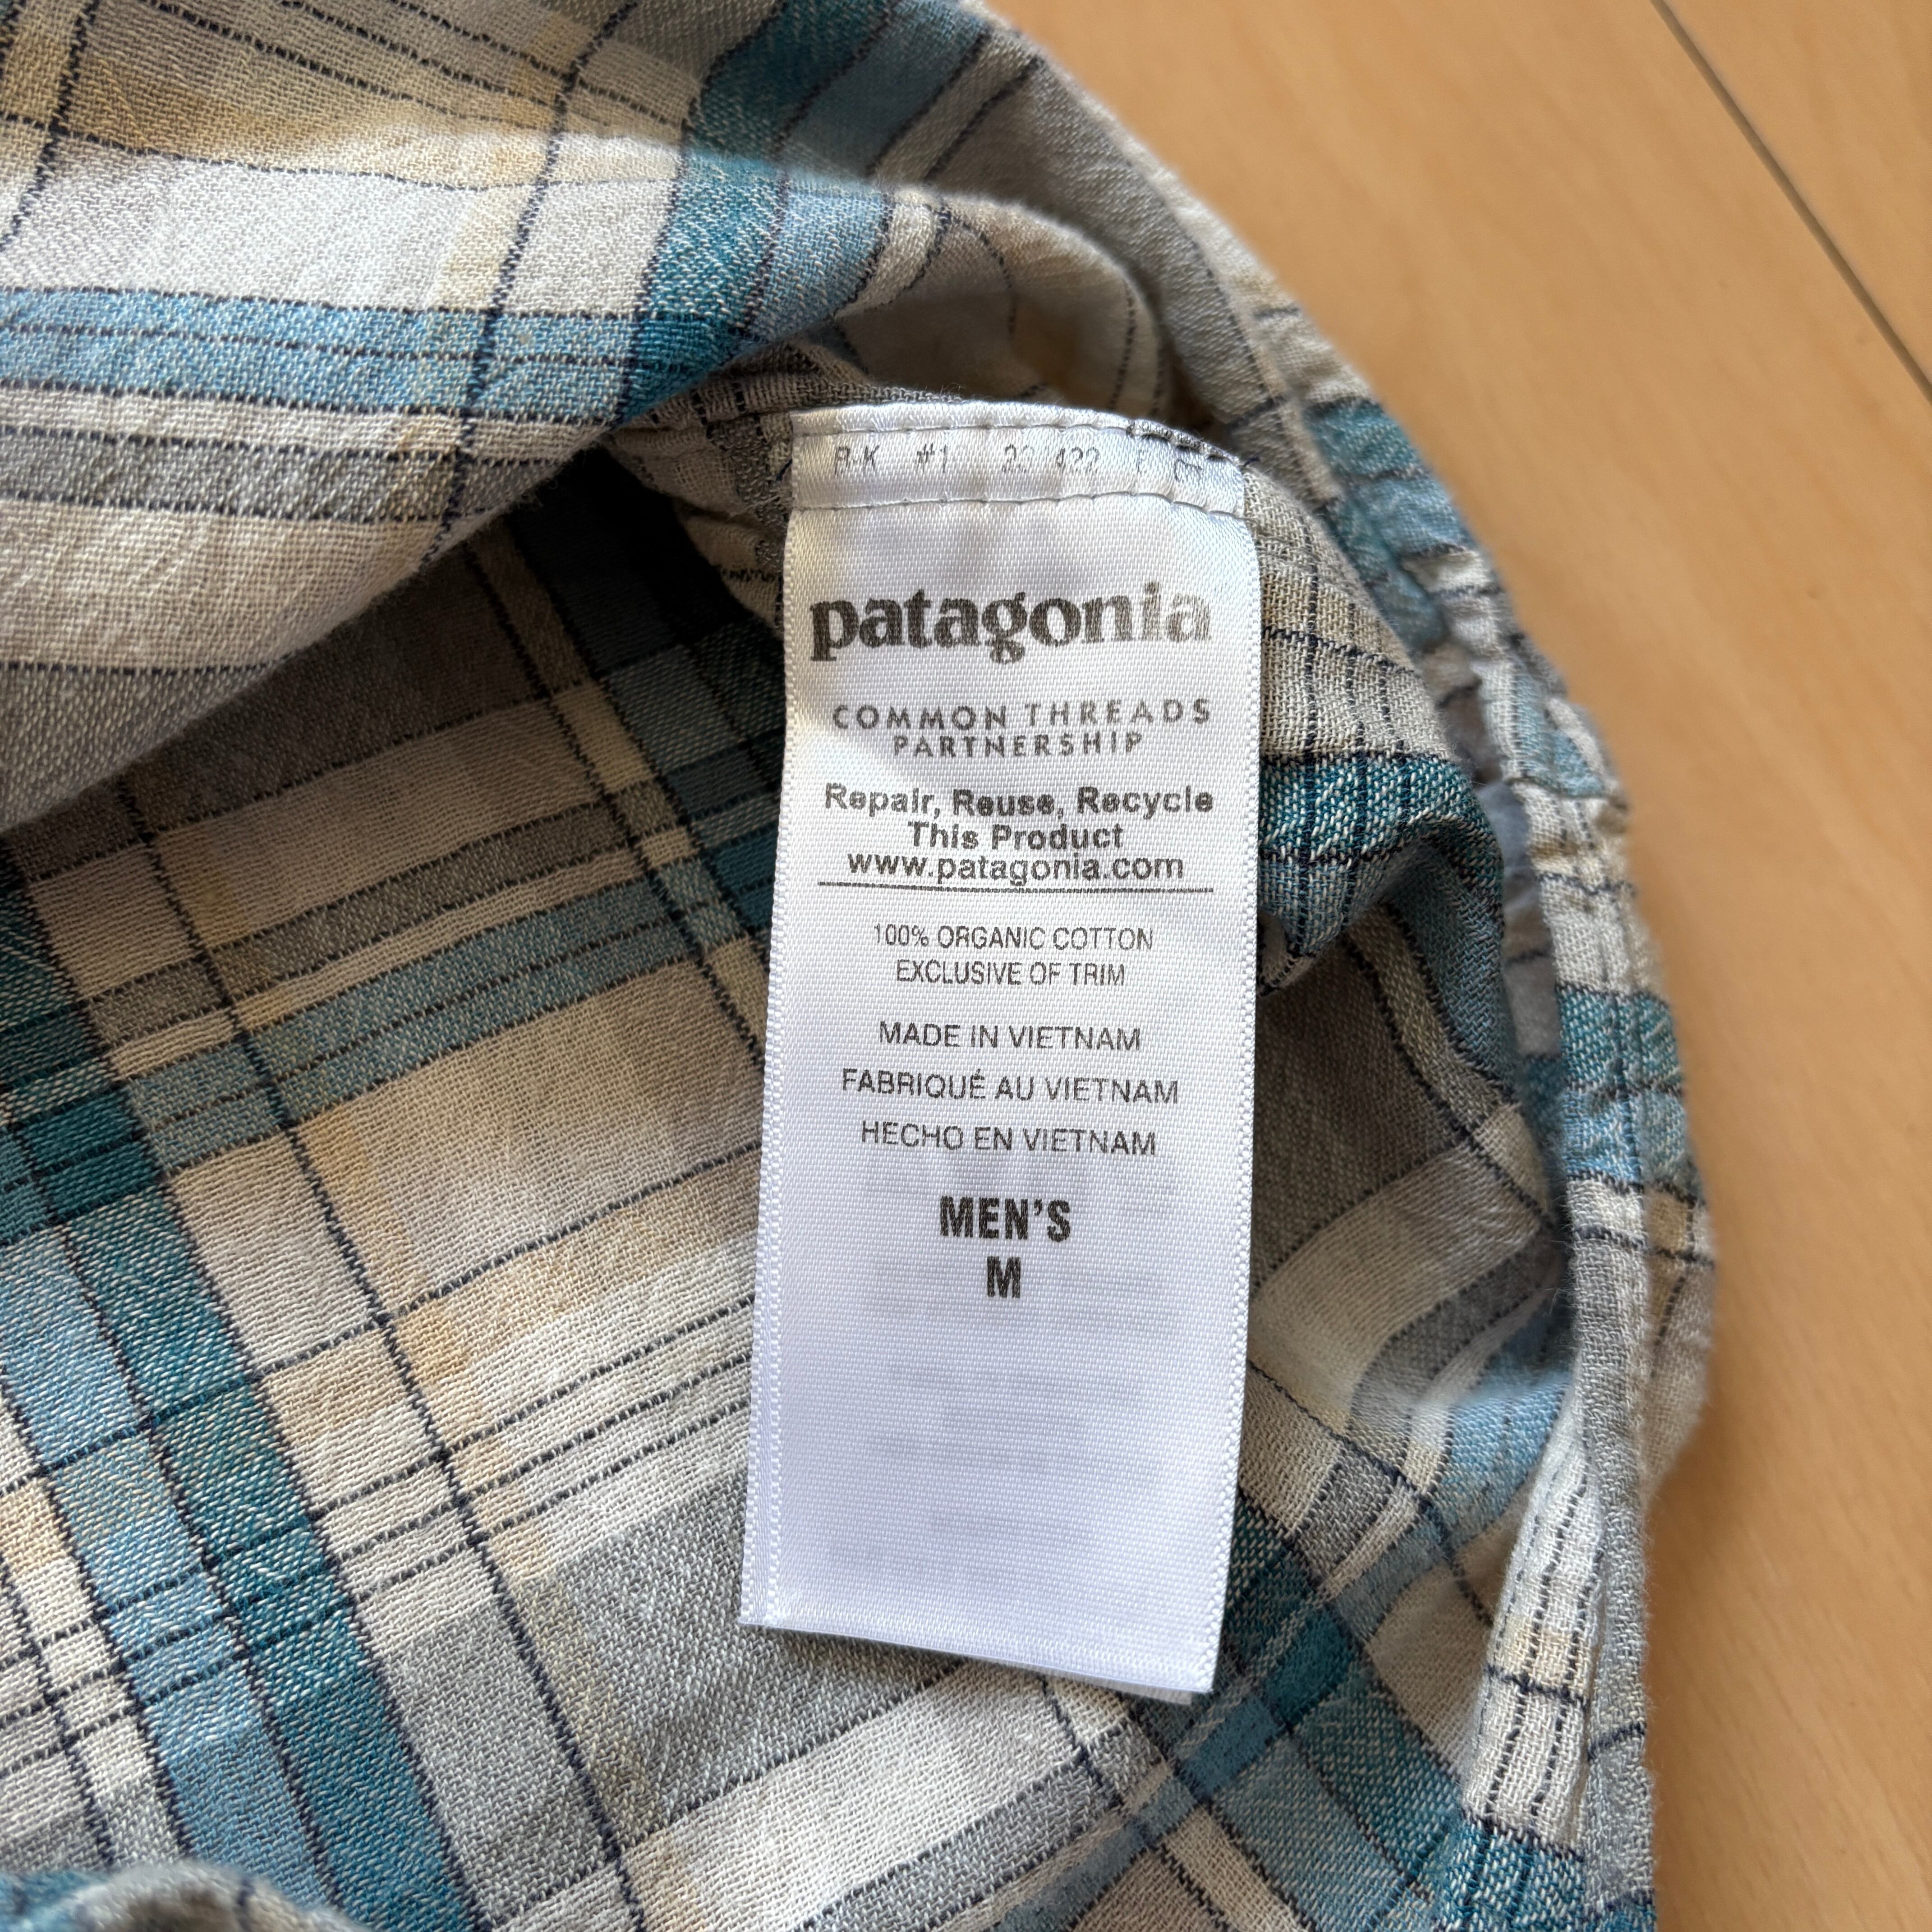 #1
patagonia
COMMON THREADS
PARTNERSHIP
Repair, Reuse, Recycle
This Product
www.patagonia.com
100% ORGANIC COTTON
EXCLUSIVE OF TRIM
MADE IN VIETNAM
FABRIQUÉ AU VIETNAM
HECHO EN VIETNAM
MEN'S
M